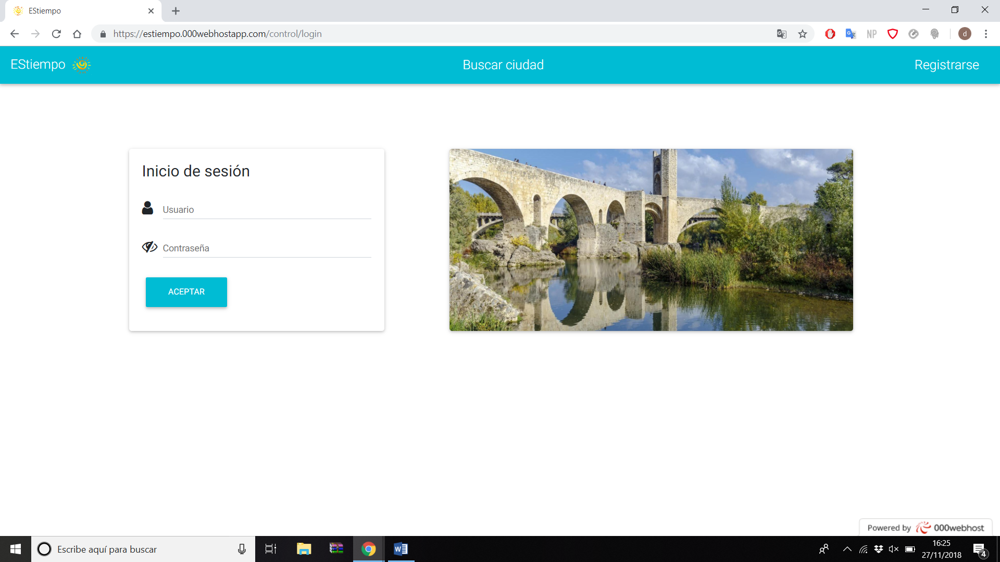 EStiempo
https://estiempo.000webhostapp.com/control/login
NP
d
EStiempo
Buscar ciudad
Registrarse
Inicio de sesión
Usuario
Contraseña
ACEPTAR
Powered by 000webhost
Escribe aquí para buscar
16:25
27/11/2018
4